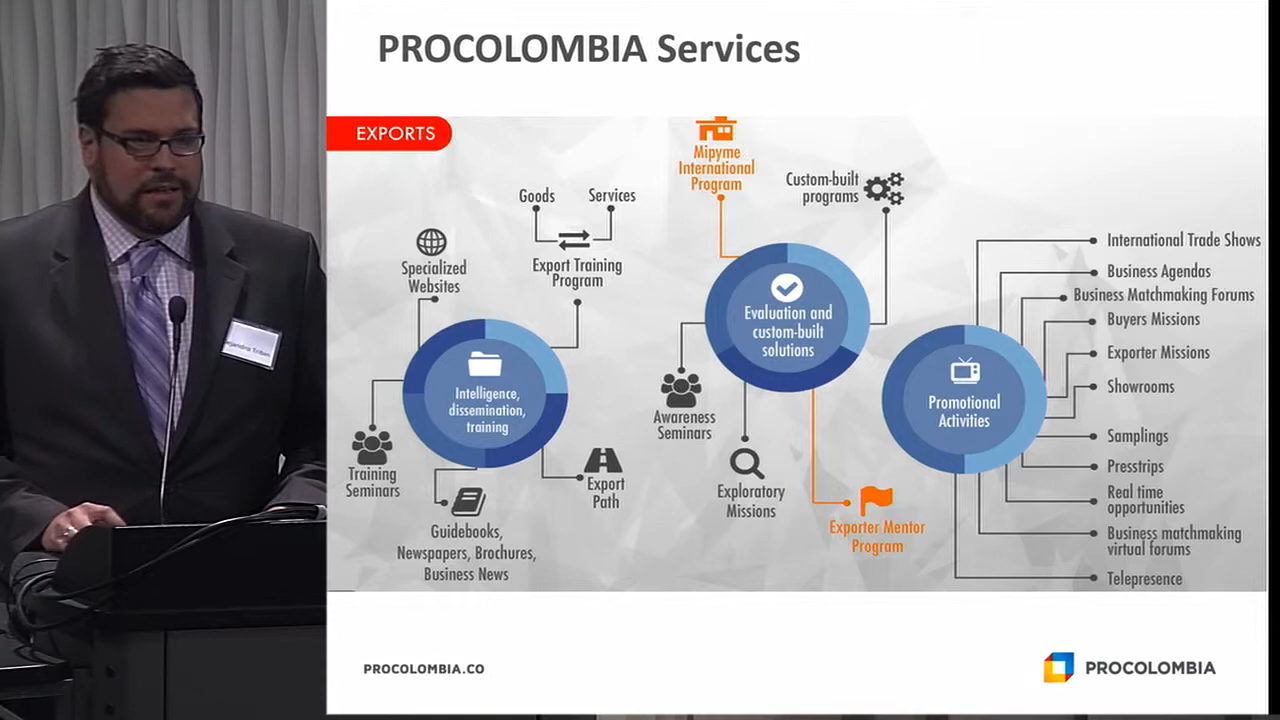 PROCOLOMBIA Services
EXPORTS
Mipyme
International
Program
Custom-built
programs
Goods
Services
Export Training
Program
Specialized
Websites
Intelligence,
dissemination,
training
Training
Seminars
Guidebooks,
Newspapers, Brochures,
Business News
Export
Path
Evaluation and
custom-built
solutions
Awareness
Seminars
Exploratory
Missions
Exporter Mentor
Program
Promotional
Activities
International Trade Shows
Business Agendas
Business Matchmaking Forums
Buyers Missions
Exporter Missions
Showrooms
Samplings
Presstrips
Real time
opportunities
Business matchmaking
virtual forums
Telepresence
PROCOLOMBIA.CO
PROCOLOMBIA